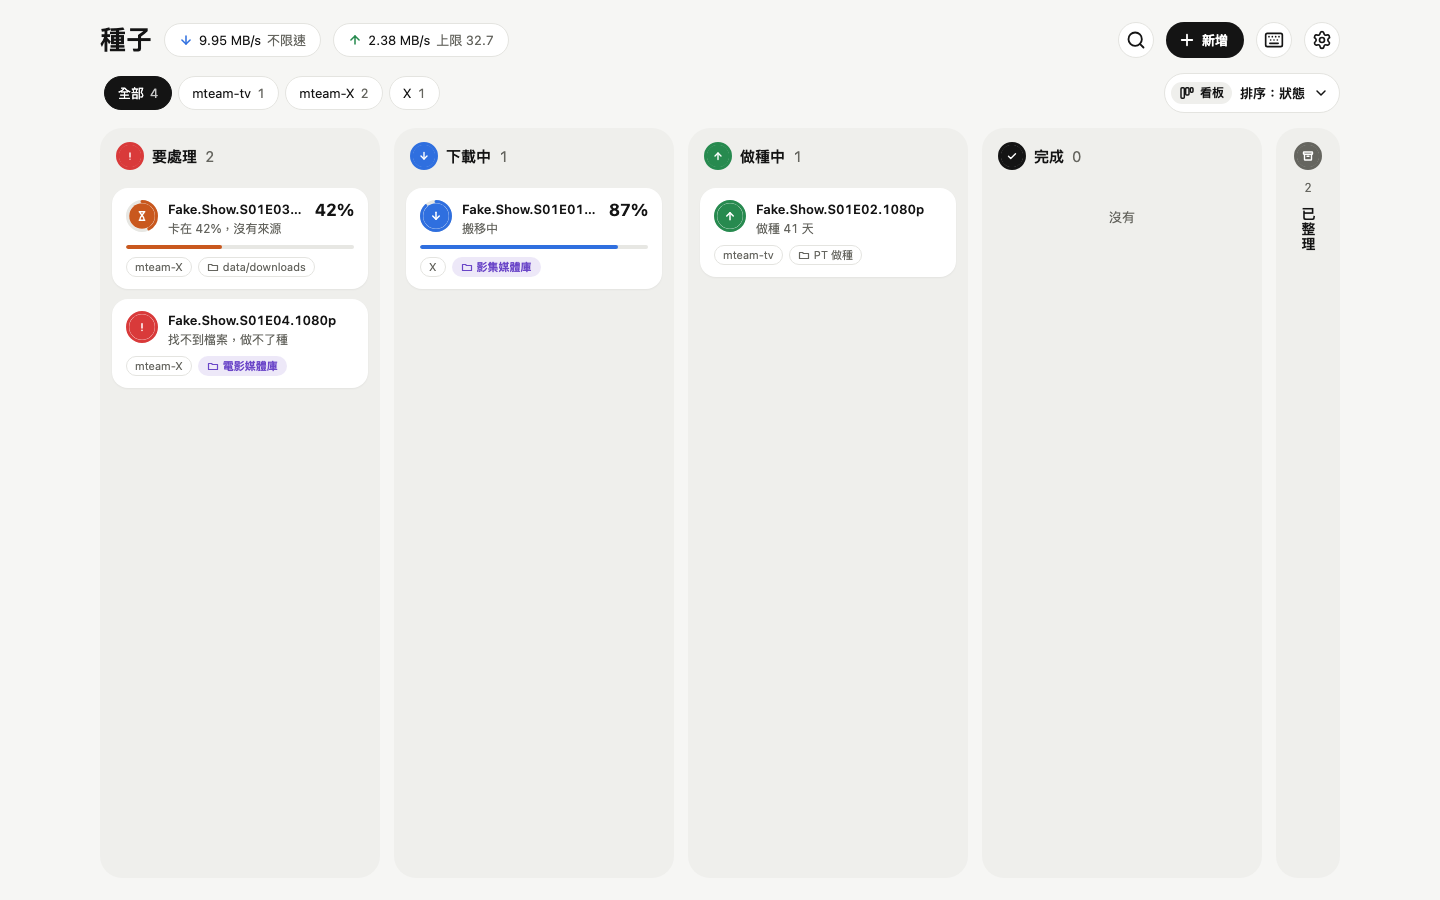 種子
9.95 MB/s 不限速
2.38 MB/s 上限 32.7
新增
全部 4
mteam-tv 1
mteam-X 2
X 1
看板
排序：狀態
要處理 2
Fake.Show.S01E03... 42%
卡在 42%，沒有來源
mteam-X
data/downloads
Fake.Show.S01E04.1080p
找不到檔案，做不了種
mteam-X
電影媒體庫
下載中 1
Fake.Show.S01E01... 87%
搬移中
X
影集媒體庫
做種中 1
Fake.Show.S01E02.1080p
做種 41 天
mteam-tv
PT 做種
完成 0
沒有
2
已整理